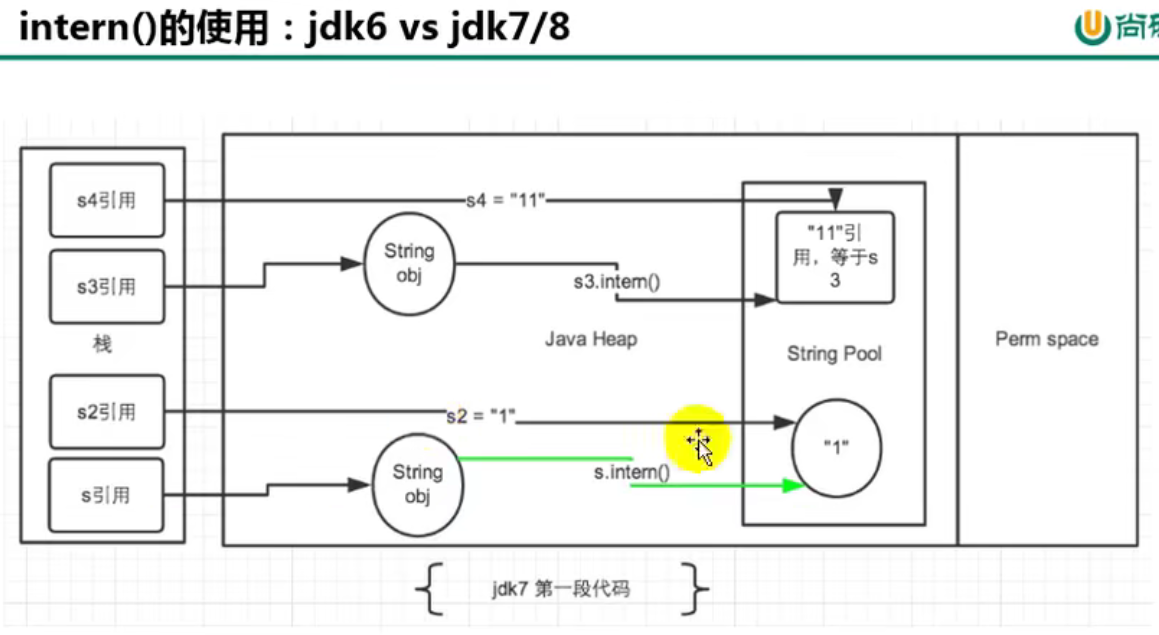 intern()的使用：jdk6 vs jdk7/8
尚
s4引用
s4 = "11"
String
obj
"11"引
用，等于s
3
s3引用
s3.intern()
栈
Java Heap
String Pool
Perm space
s2引用
s2 = "1"
"1"
String
obj
s.intern()
s引用
jdk7 第一段代码